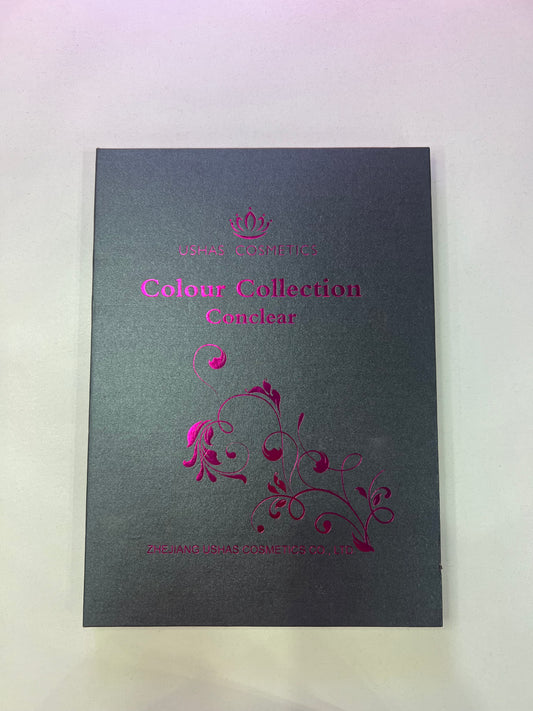 USHAS COSMETICS
Colour Collection
Conclear
ZHEJIANG USHAS COSMETICS CO., LTD.